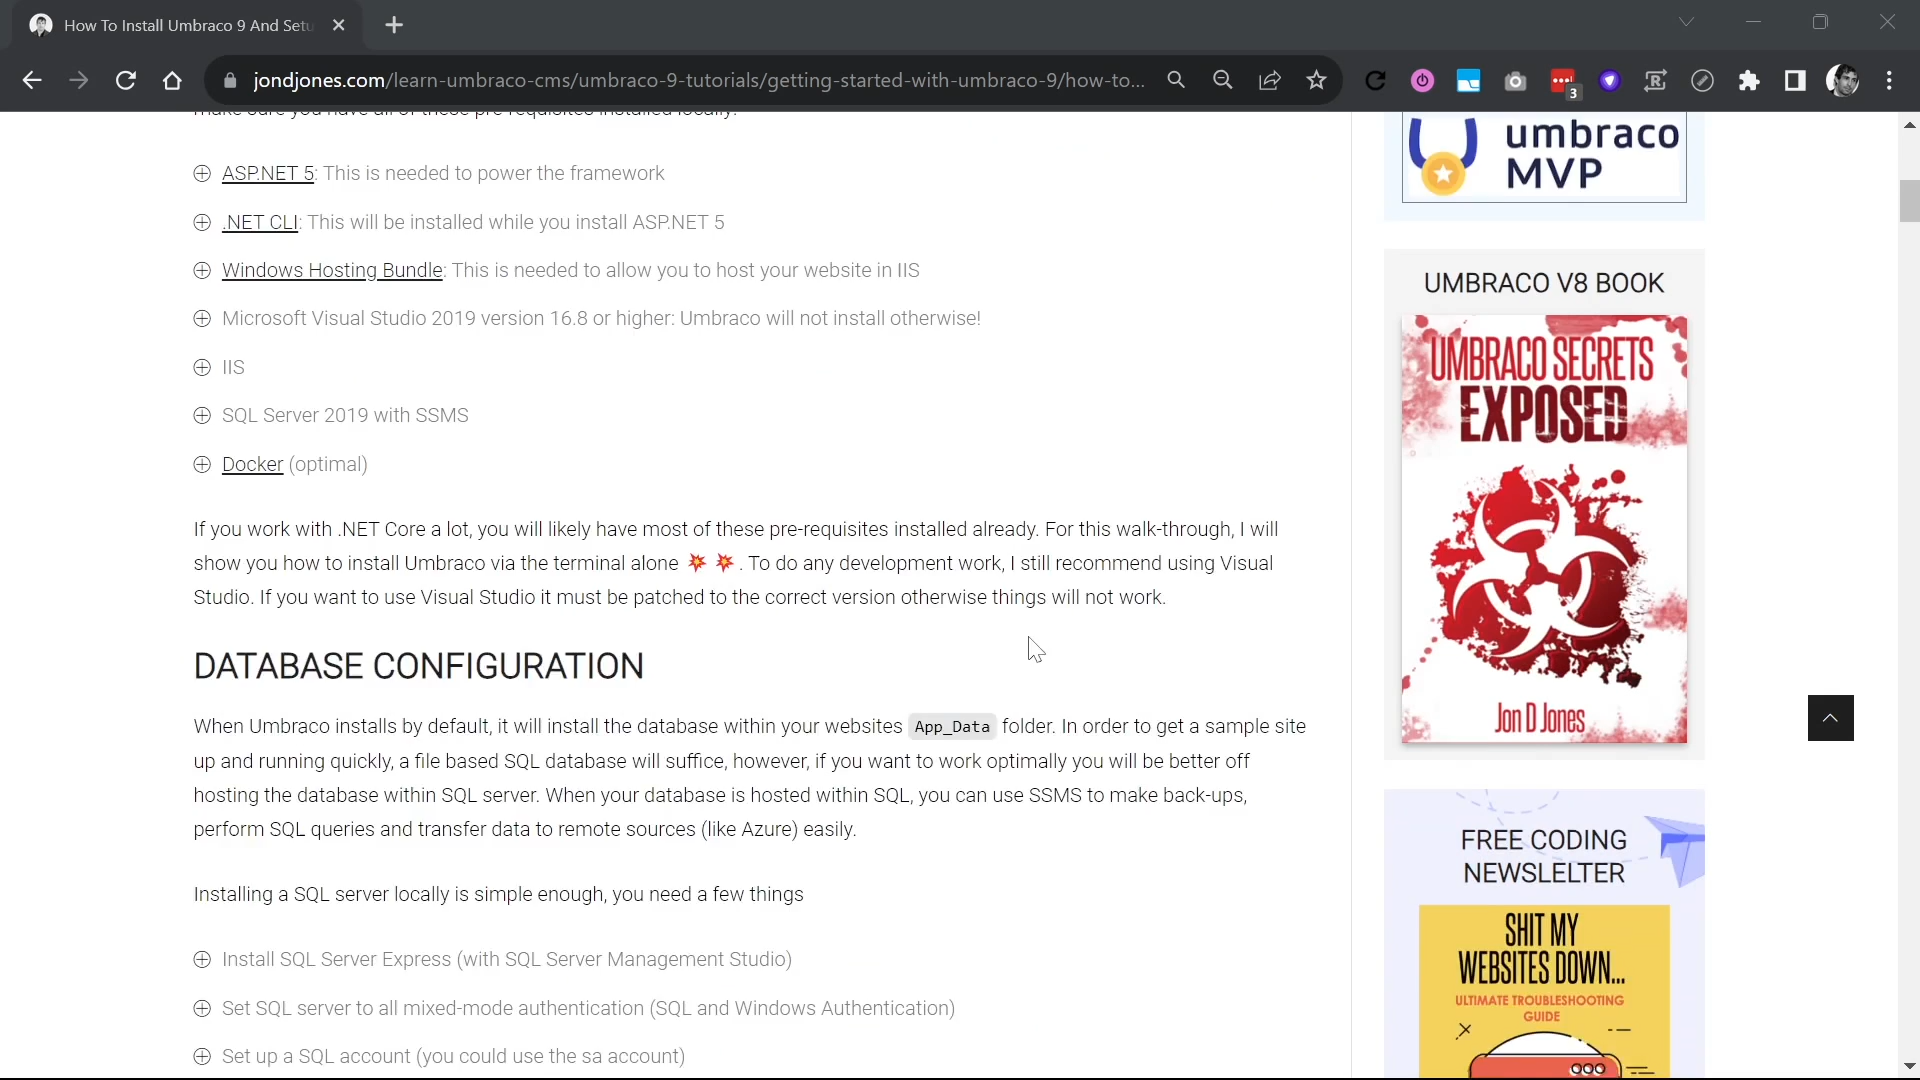 How To Install Umbraco 9 And Setu
jondjones.com/learn-umbraco-cms/umbraco-9-tutorials/getting-started-with-umbraco-9/how-to...
3
make sure you have all of these pre-requisites installed locally:
ASP.NET 5: This is needed to power the framework
.NET CLI: This will be installed while you install ASP.NET 5
Windows Hosting Bundle: This is needed to allow you to host your website in IIS
Microsoft Visual Studio 2019 version 16.8 or higher: Umbraco will not install otherwise!
IIS
SQL Server 2019 with SSMS
Docker (optimal)
If you work with .NET Core a lot, you will likely have most of these pre-requisites installed already. For this walk-through, I will
show you how to install Umbraco via the terminal alone 💥 💥 . To do any development work, I still recommend using Visual
Studio. If you want to use Visual Studio it must be patched to the correct version otherwise things will not work.
DATABASE CONFIGURATION
When Umbraco installs by default, it will install the database within your websites App_Data folder. In order to get a sample site
up and running quickly, a file based SQL database will suffice, however, if you want to work optimally you will be better off
hosting the database within SQL server. When your database is hosted within SQL, you can use SSMS to make back-ups,
perform SQL queries and transfer data to remote sources (like Azure) easily.
Installing a SQL server locally is simple enough, you need a few things
Install SQL Server Express (with SQL Server Management Studio)
Set SQL server to all mixed-mode authentication (SQL and Windows Authentication)
Set up a SQL account (you could use the sa account)
umbraco
MVP
UMBRACO V8 BOOK
UMBRACO SECRETS
EXPOSED
Jon D Jones
FREE CODING
NEWSLELTER
SHIT MY
WEBSITES DOWN...
ULTIMATE TROUBLESHOOTING
GUIDE